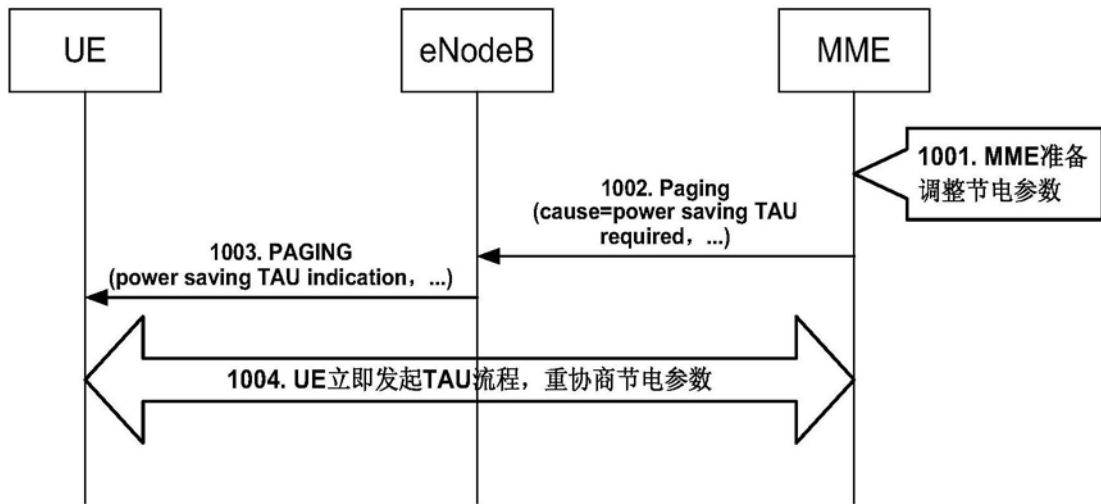 UE
eNodeB
MME
1001. MME准备
调整节电参数
1002. Paging
(cause=power saving TAU
required，...)
1003. PAGING
(power saving TAU indication，...)
1004. UE立即发起TAU流程，重协商节电参数